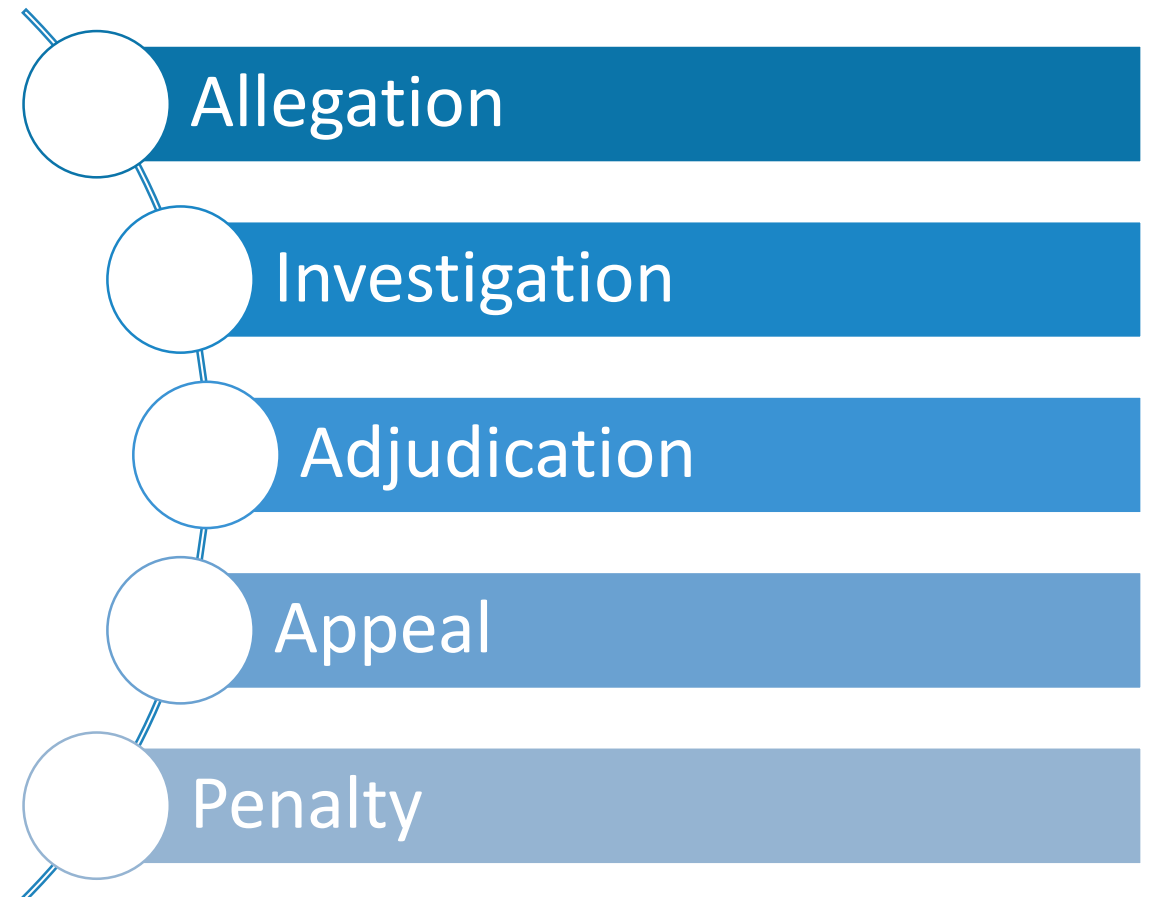 Allegation
Investigation
Adjudication
Appeal
Penalty